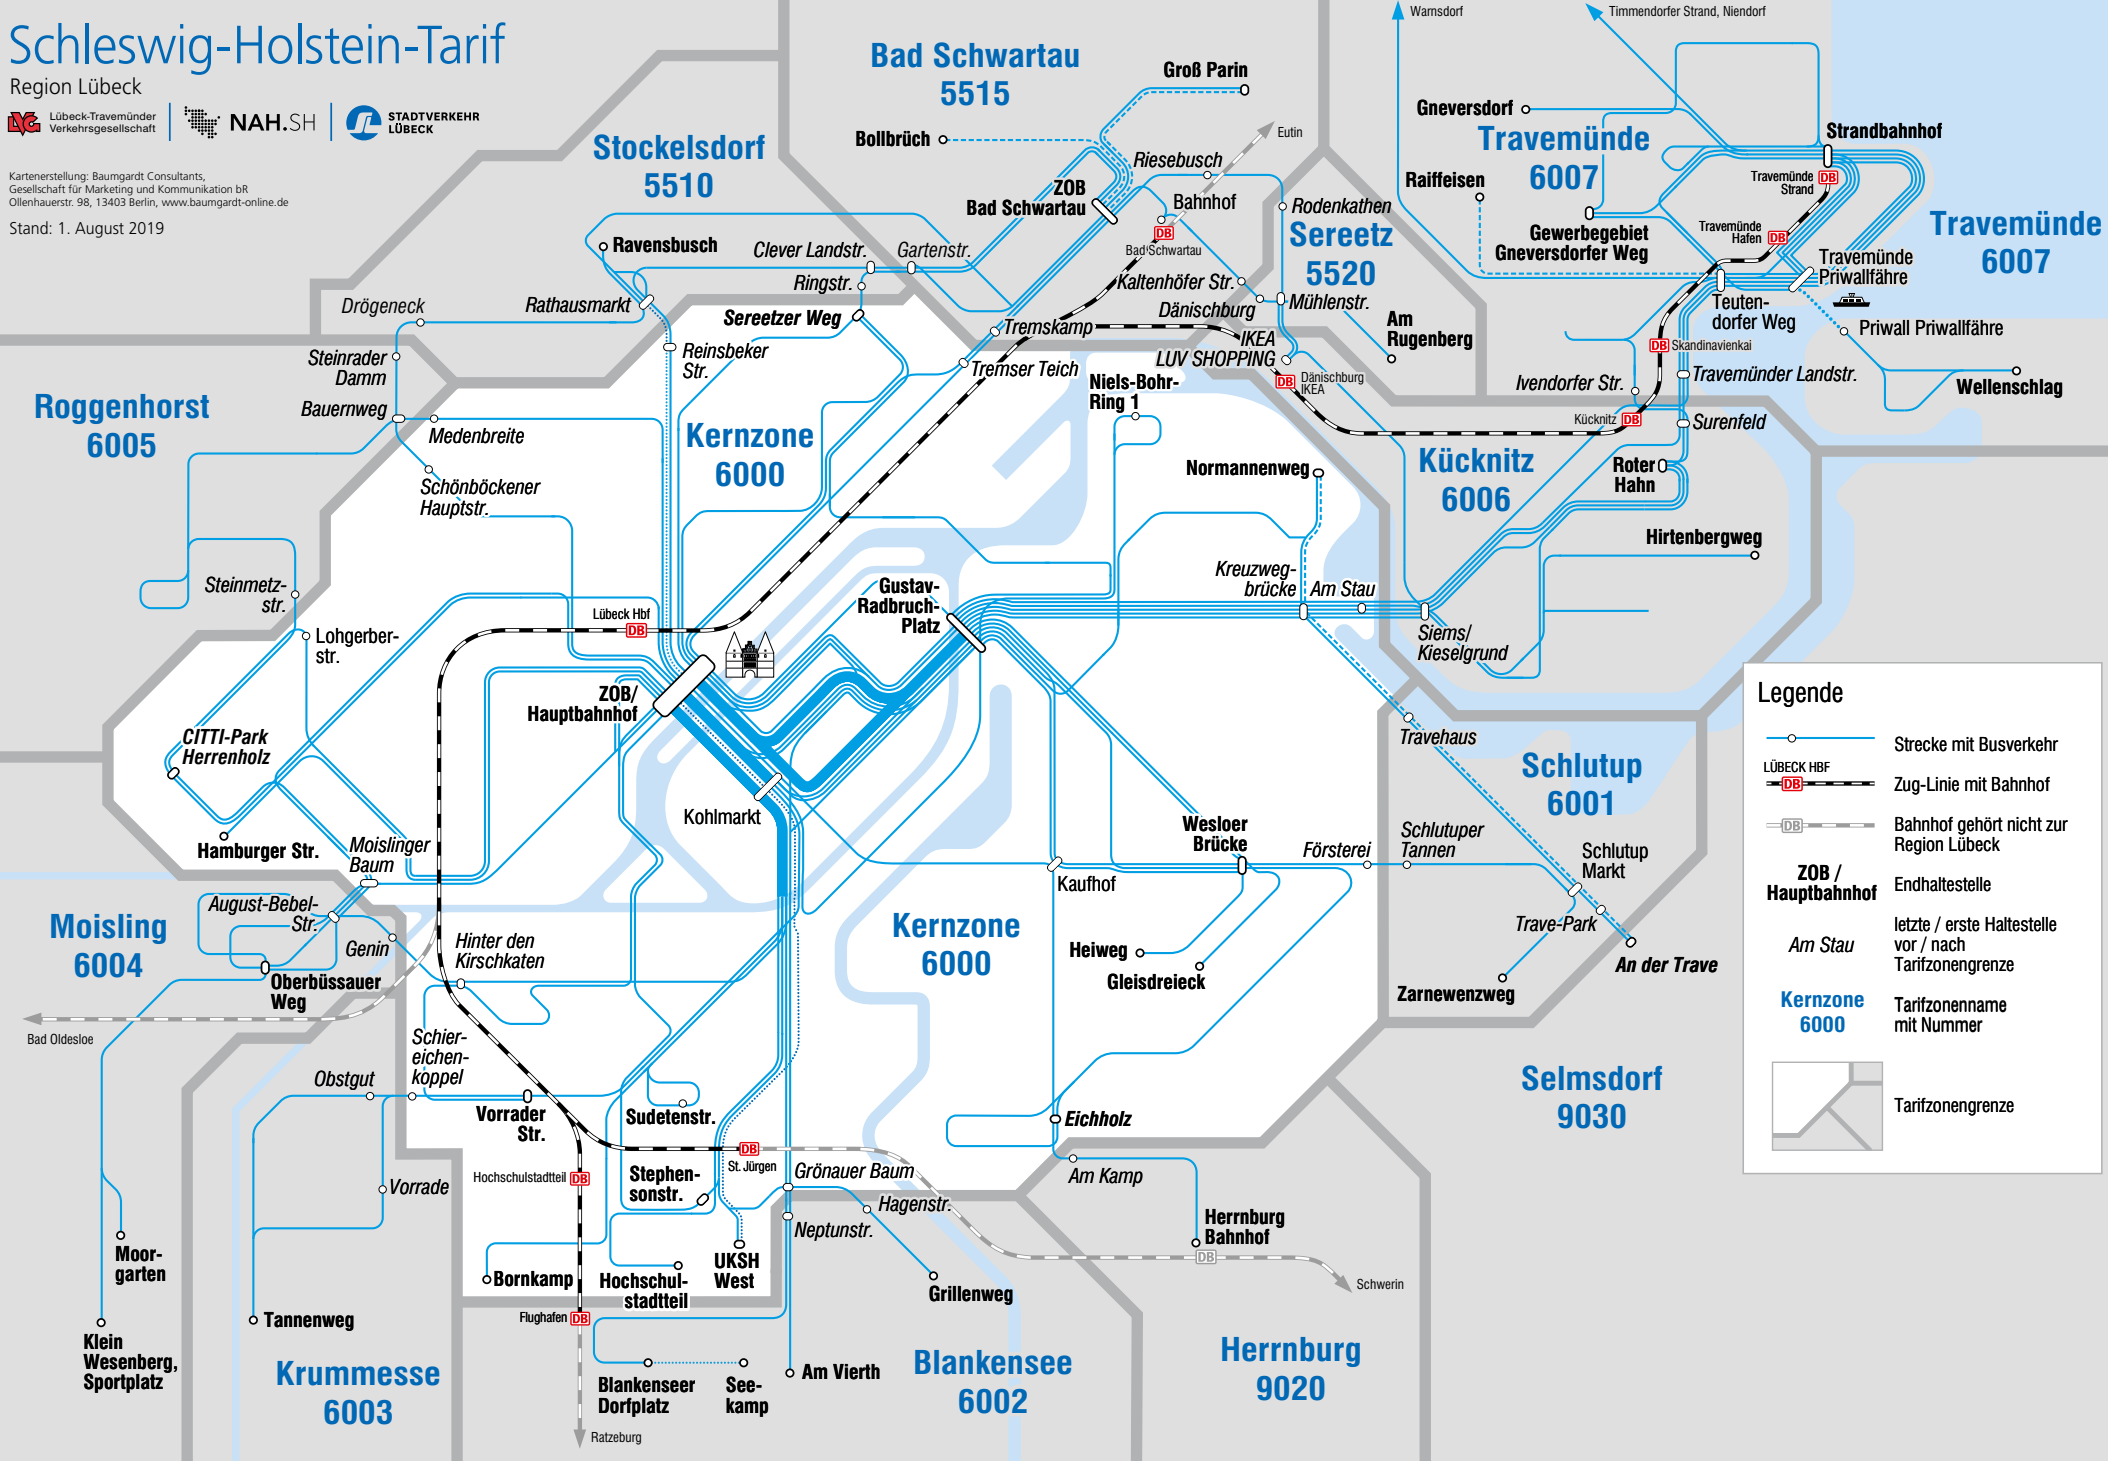 Schleswig-Holstein-Tarif
Region Lübeck
LVG
Lübeck-Travemünder
Verkehrsgesellschaft
NAH.SH
STADTVERKEHR
LÜBECK
Kartenerstellung: Baumgardt Consultants,
Gesellschaft für Marketing und Kommunikation bR
Ollenhauerstr. 98, 13403 Berlin, www.baumgardt-online.de
Stand: 1. August 2019
Bad Schwartau
5515
Groß Parin
Bollbrüch
Eutin
Riesebusch
ZOB
Bad Schwartau
Bahnhof
DB
Bad Schwartau
Rodenkathen
Sereetz
5520
Kaltenhöfer Str.
Dänischburg
Mühlenstr.
Am
Rugenberg
IKEA
LUV SHOPPING
DB
Dänischburg
IKEA
Warnsdorf
Timmendorfer Strand, Niendorf
Gneversdorf
Travemünde
6007
Raiffeisen
Gewerbegebiet
Gneversdorfer Weg
Strandbahnhof
Travemünde
Strand
DB
Travemünde
Hafen
DB
Travemünde
6007
Travemünde
Priwallfähre
Teuten-
dorfer Weg
Priwall Priwallfähre
Wellenschlag
DB
Skandinavienkai
Ivendorfer Str.
Travemünder Landstr.
Kücknitz
DB
Surenfeld
Kücknitz
6006
Roter
Hahn
Hirtenbergweg
Stockelsdorf
5510
Ravensbusch
Clever Landstr.
Gartenstr.
Ringstr.
Rathausmarkt
Sereetzer Weg
Drögeneck
Steinrader
Damm
Reinsbeker
Str.
Tremskamp
Tremser Teich
Bauernweg
Medenbreite
Roggenhorst
6005
Schönböckener
Hauptstr.
Kernzone
6000
Niels-Bohr-
Ring 1
Normannenweg
Kreuzweg-
brücke
Am Stau
Siems/
Kieselgrund
Steinmetz-
str.
Lohgerber-
str.
Lübeck Hbf
DB
Gustav-
Radbruch-
Platz
ZOB/
Hauptbahnhof
Kohlmarkt
CITTI-Park
Herrenholz
Hamburger Str.
Moislinger
Baum
Travehaus
Schlutup
6001
Wesloer
Brücke
Försterei
Schlutuper
Tannen
Schlutup
Markt
Kaufhof
Trave-Park
An der Trave
Zarnewenzweg
Heiweg
Gleisdreieck
Kernzone
6000
Moisling
6004
August-Bebel-
Str.
Genin
Oberbüssauer
Weg
Hinter den
Kirschkaten
Bad Oldesloe
Schier-
eichen-
koppel
Obstgut
Vorrader
Str.
Sudetenstr.
Eichholz
Selmsdorf
9030
Vorrade
Hochschulstadtteil
DB
Stephen-
sonstr.
DB
St. Jürgen
Grönauer Baum
Hagenstr.
Neptunstr.
Am Kamp
Herrnburg
Bahnhof
DB
Schwerin
Moor-
garten
Klein
Wesenberg,
Sportplatz
Tannenweg
Bornkamp
Hochschul-
stadtteil
UKSH
West
Grillenweg
Flughafen
DB
Blankenseer
Dorfplatz
See-
kamp
Am Vierth
Krummesse
6003
Blankensee
6002
Herrnburg
9020
Ratzeburg
Legende
Strecke mit Busverkehr
LÜBECK HBF
DB
Zug-Linie mit Bahnhof
DB
Bahnhof gehört nicht zur
Region Lübeck
ZOB /
Hauptbahnhof
Endhaltestelle
Am Stau
letzte / erste Haltestelle
vor / nach
Tarifzonengrenze
Kernzone
6000
Tarifzonenname
mit Nummer
Tarifzonengrenze